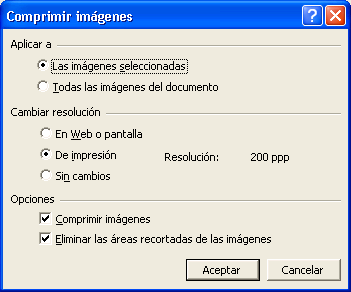 Comprimir imágenes
Aplicar a
Las imágenes seleccionadas
Todas las imágenes del documento
Cambiar resolución
En Web o pantalla
De impresión Resolución: 200 ppp
Sin cambios
Opciones
Comprimir imágenes
Eliminar las áreas recortadas de las imágenes
Aceptar Cancelar